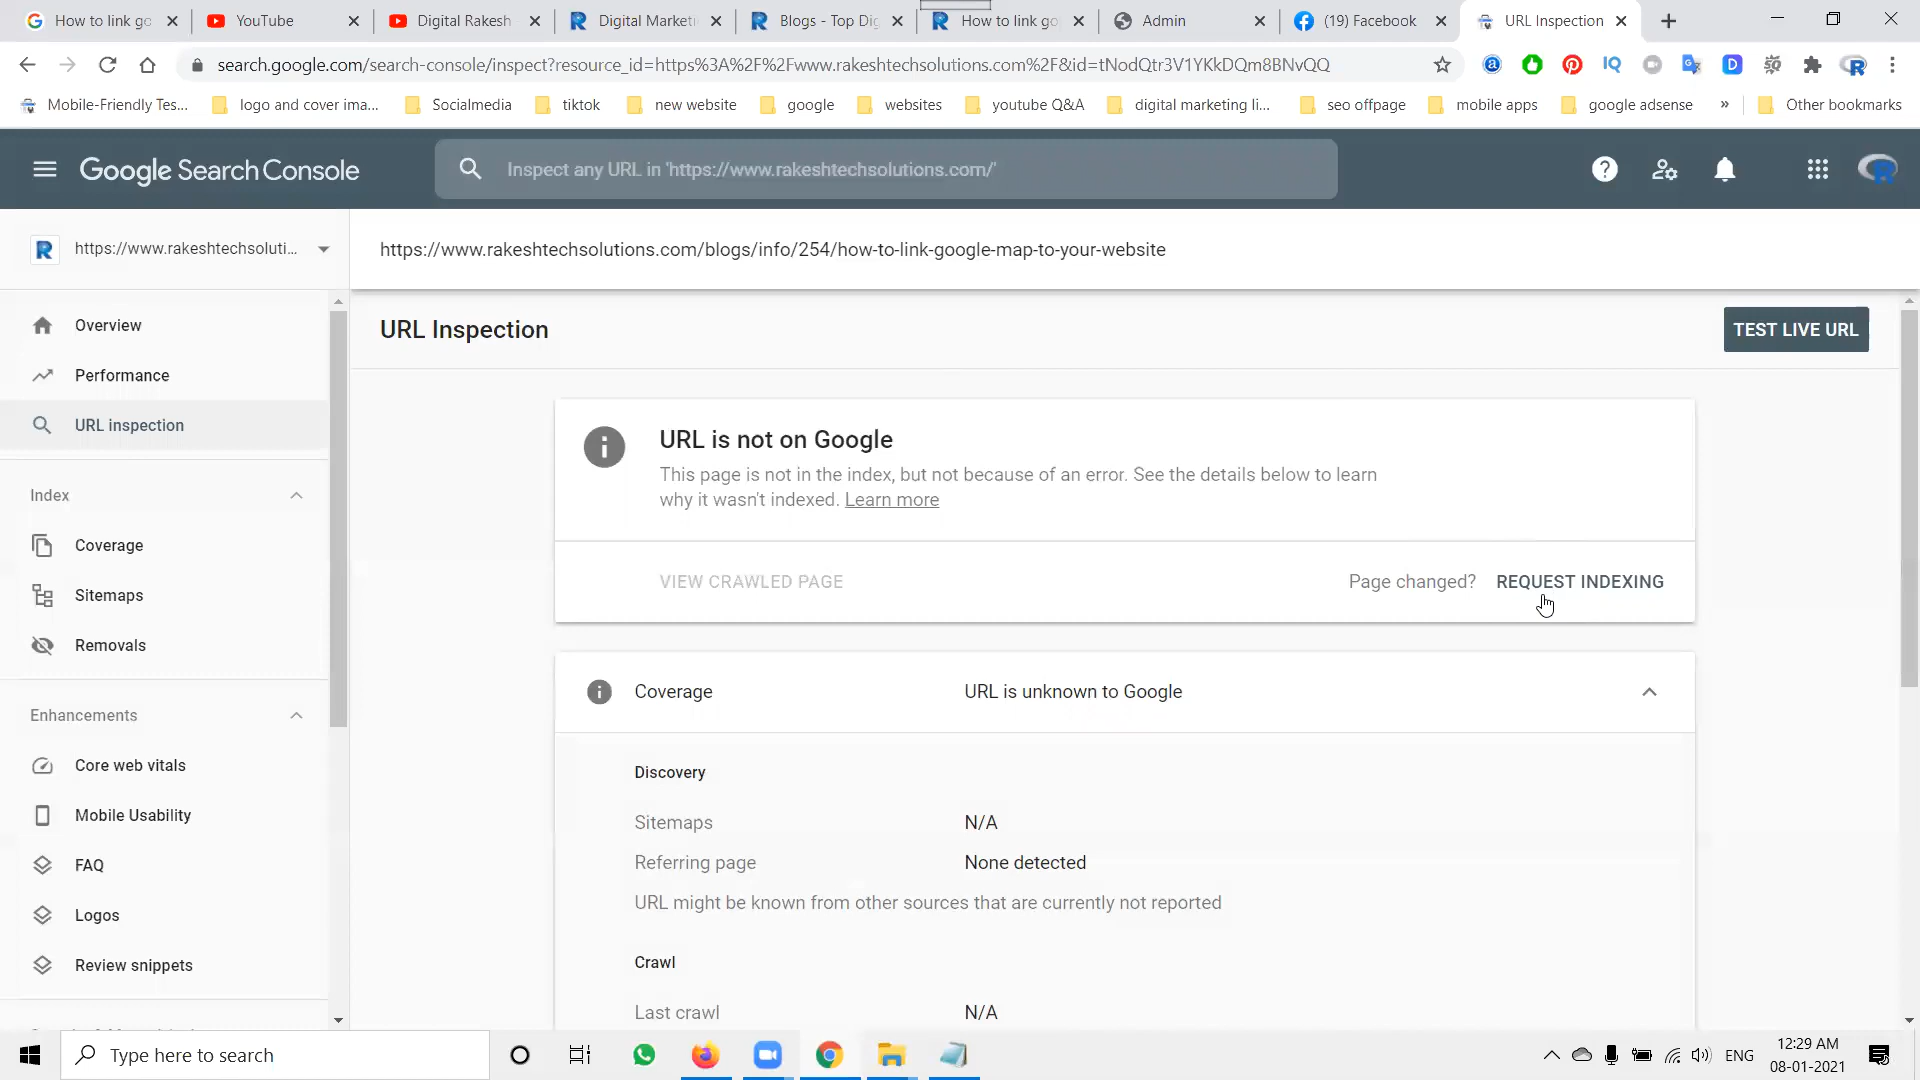 How to link go
YouTube
Digital Rakesh
Digital Marketi
Blogs - Top Dig
How to link go
Admin
(19) Facebook
URL Inspection
search.google.com/search-console/inspect?resource_id=https%3A%2F%2Fwww.rakeshtechsolutions.com%2F&id=tNodQtr3V1YKkDQm8BNvQQ
Mobile-Friendly Tes...
logo and cover ima...
Socialmedia
tiktok
new website
google
websites
youtube Q&A
digital marketing li...
seo offpage
mobile apps
google adsense
»
Other bookmarks
Google Search Console
Inspect any URL in 'https://www.rakeshtechsolutions.com/'
https://www.rakeshtechsoluti...
https://www.rakeshtechsolutions.com/blogs/info/254/how-to-link-google-map-to-your-website
Overview
Performance
URL inspection
Index
Coverage
Sitemaps
Removals
Enhancements
Core web vitals
Mobile Usability
FAQ
Logos
Review snippets
URL Inspection
TEST LIVE URL
URL is not on Google
This page is not in the index, but not because of an error. See the details below to learn
why it wasn't indexed. Learn more
VIEW CRAWLED PAGE
Page changed? REQUEST INDEXING
Coverage
URL is unknown to Google
Discovery
Sitemaps
N/A
Referring page
None detected
URL might be known from other sources that are currently not reported
Crawl
Last crawl
N/A
Type here to search
ENG
12:29 AM
08-01-2021